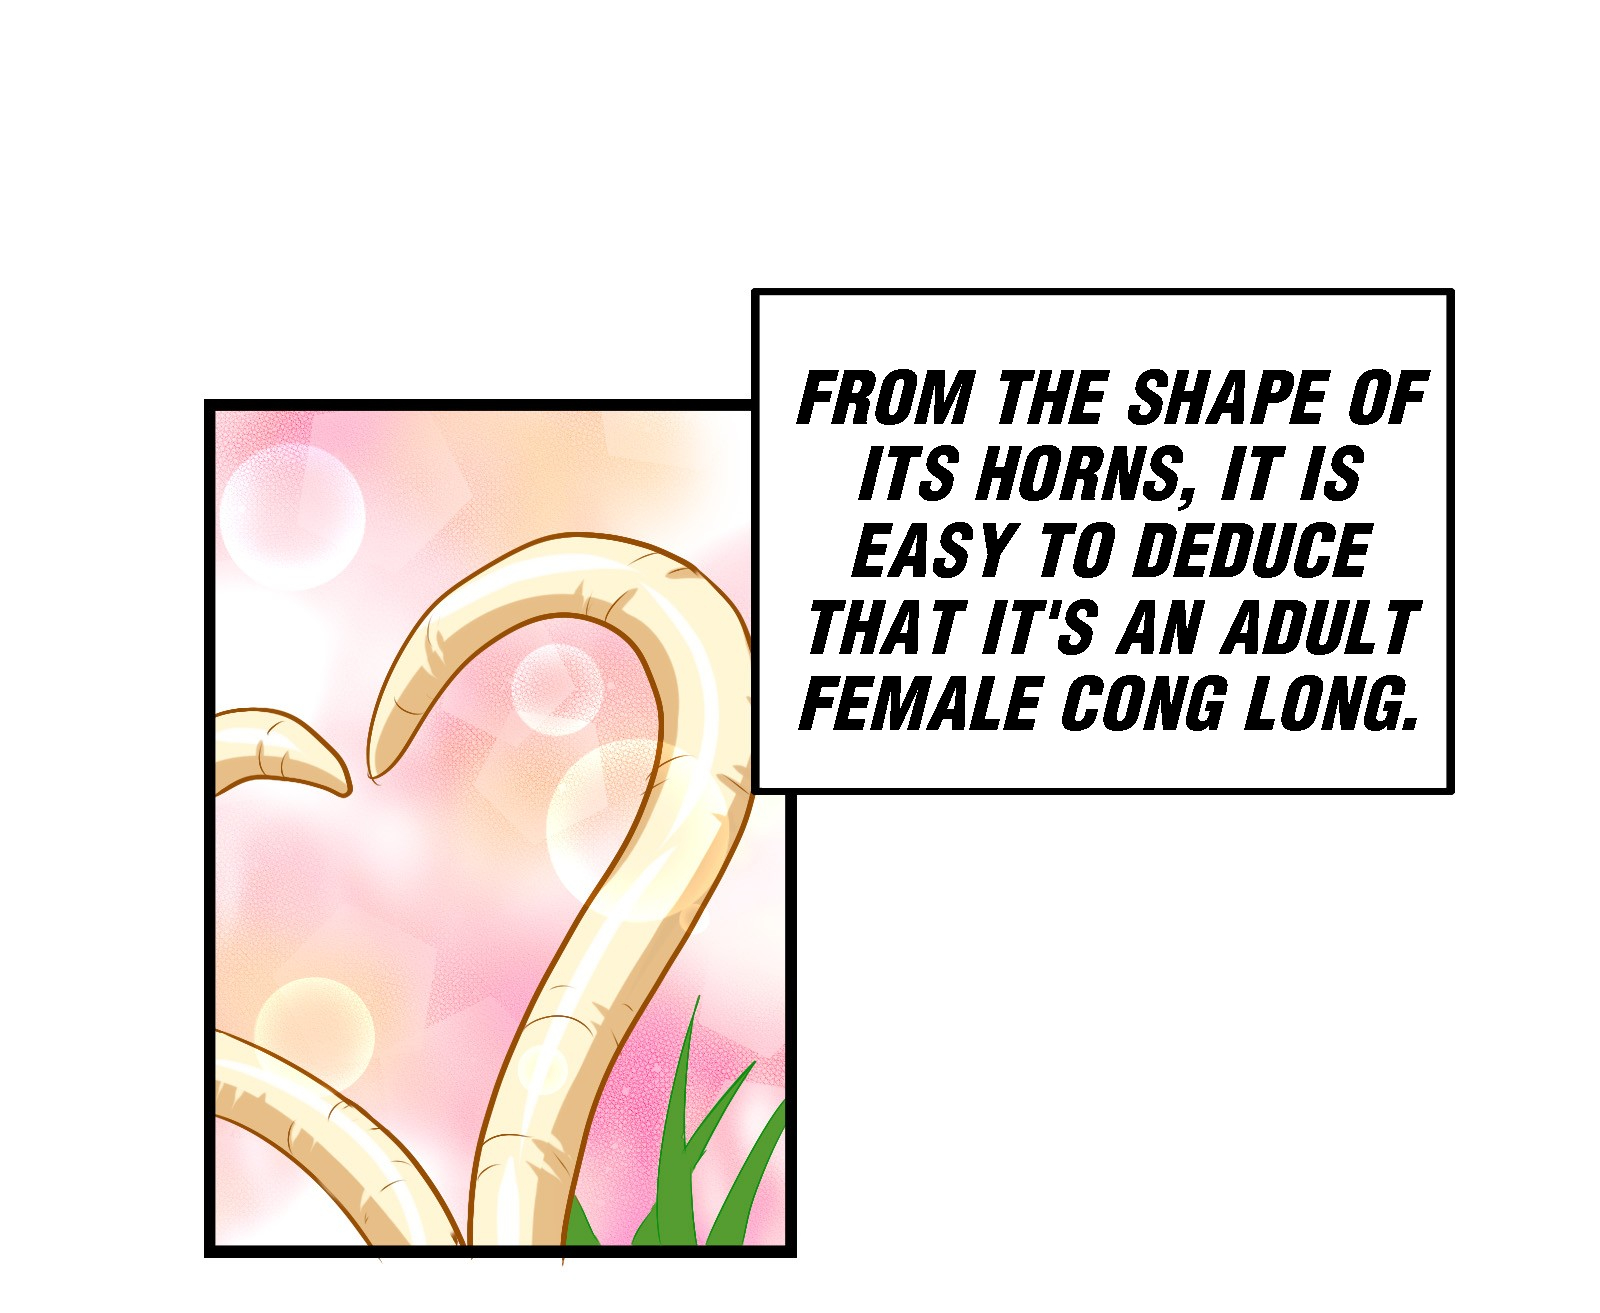 FROM THE SHAPE OF
ITS HORNS, IT IS
EASY TO DEDUCE
THAT IT'S AN ADULT
FEMALE CONG LONG.